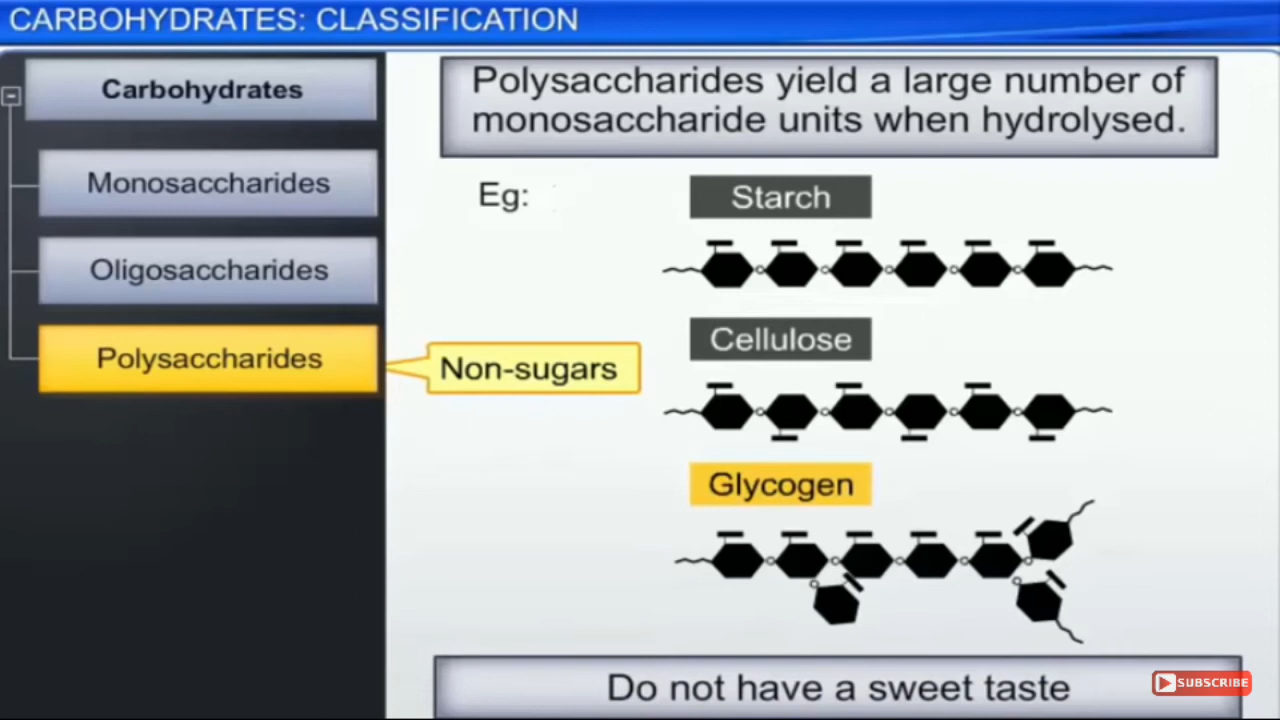 CARBOHYDRATES: CLASSIFICATION
Carbohydrates
Monosaccharides
Oligosaccharides
Polysaccharides
Non-sugars
Polysaccharides yield a large number of
monosaccharide units when hydrolysed.
Eg:
Starch
Cellulose
Glycogen
Do not have a sweet taste
SUBSCRIBE